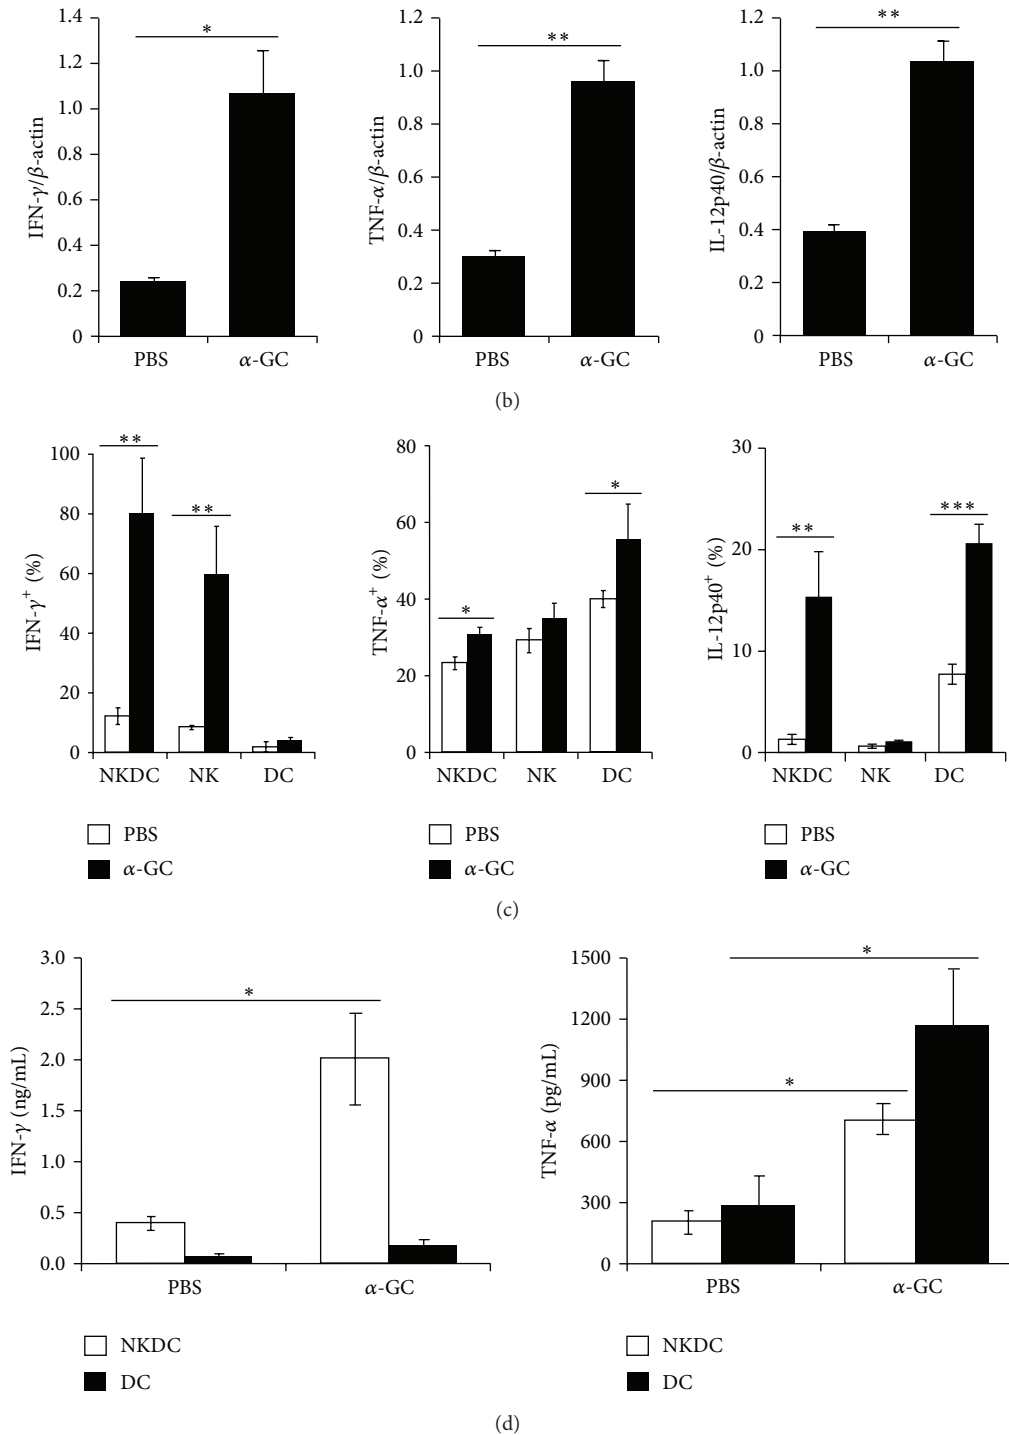 IFN-γ/β-actin
1.4
1.2
1.0
0.8
0.6
0.4
0.2
0
*
PBS α-GC
TNF-α/β-actin
1.2
1.0
0.8
0.6
0.4
0.2
0
**
PBS α-GC
IL-12p40/β-actin
1.2
1.0
0.8
0.6
0.4
0.2
0
**
PBS α-GC
(b)
IFN-γ+ (%)
100
80
60
40
20
0
**
**
NKDC NK DC
PBS
α-GC
TNF-α+ (%)
80
60
40
20
0
*
*
NKDC NK DC
PBS
α-GC
IL-12p40+ (%)
30
20
10
0
**
***
NKDC NK DC
PBS
α-GC
(c)
IFN-γ (ng/mL)
3.0
2.5
2.0
1.5
1.0
0.5
0.0
*
PBS α-GC
NKDC
DC
TNF-α (pg/mL)
1500
1200
900
600
300
0
*
*
PBS α-GC
NKDC
DC
(d)